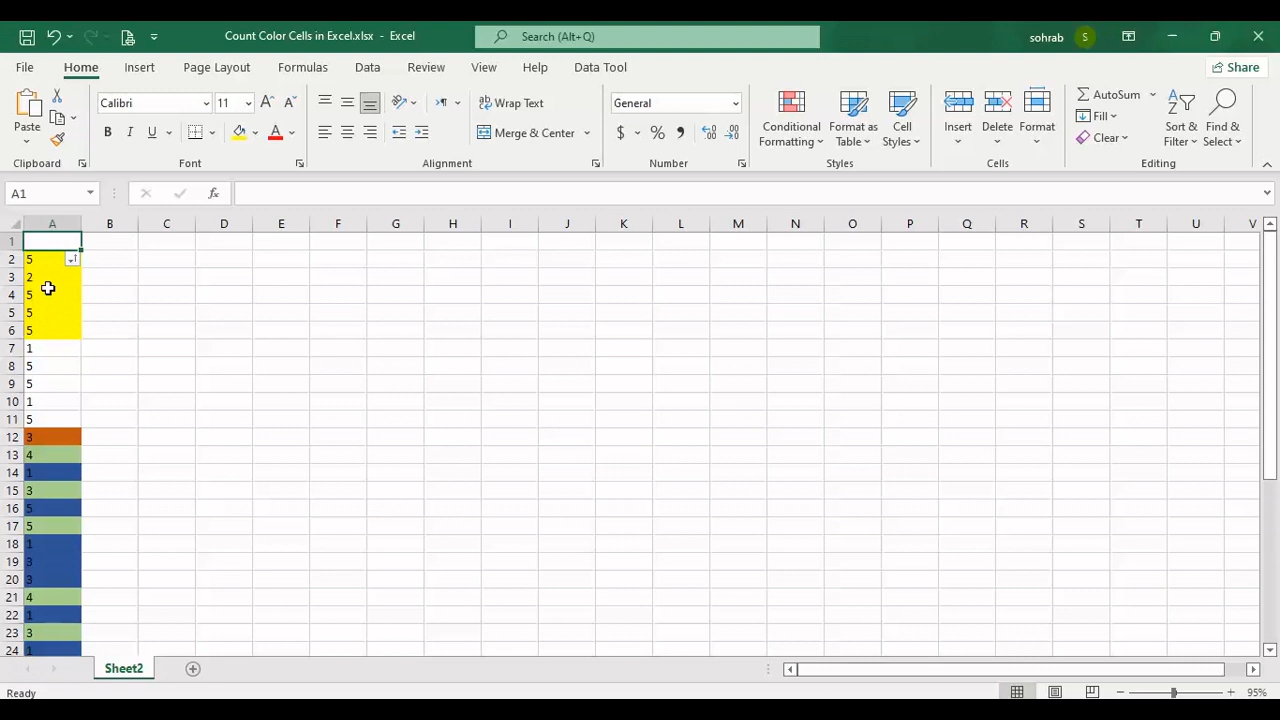 Count Color Cells in Excel.xlsx - Excel
Search (Alt+Q)
sohrab
S
File Home Insert Page Layout Formulas Data Review View Help Data Tool
Share
Paste
Clipboard
Calibri 11
B I U A
Font
Wrap Text
Merge & Center
Alignment
General
$ % ,
Number
Conditional Formatting
Format as Table
Cell Styles
Styles
Insert Delete Format
Cells
AutoSum
Fill
Clear
Sort & Filter
Find & Select
Editing
A1 fx
A B C D E F G H I J K L M N O P Q R S T U V
1
2 5
3 2
4 5
5 5
6 5
7 1
8 5
9 5
10 1
11 5
12 3
13 4
14 1
15 3
16 5
17 5
18 1
19 3
20 3
21 4
22 1
23 3
24 1
Sheet2
Ready
95%